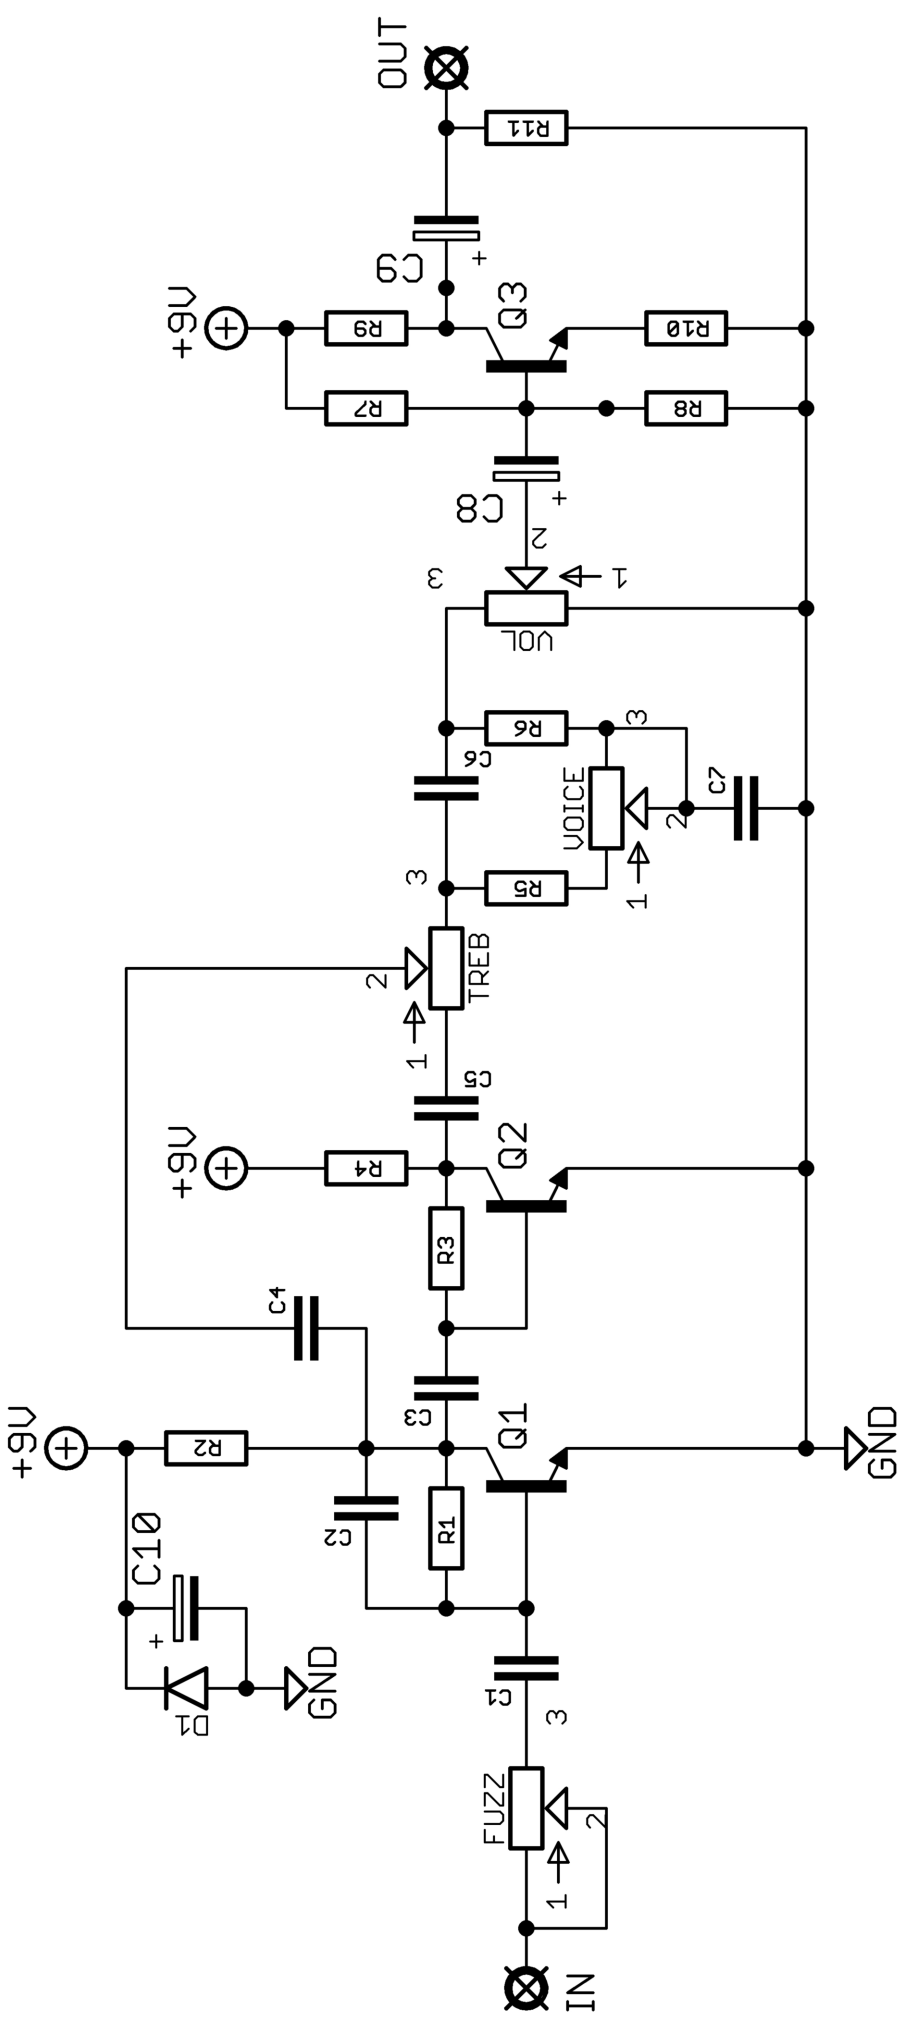 OUT
R11
C9
+
+9V
R9
Q3
R10
R7
R8
C8
+
2
3
1
VOL
R6
3
C6
VOICE
C7
2
3
R5
1
2
TREB
1
C5
+9V
Q2
R4
R3
C4
C3
+9V
Q1
R2
GND
C10
C2
R1
+
GND
D1
C1
3
FUZZ
2
1
IN